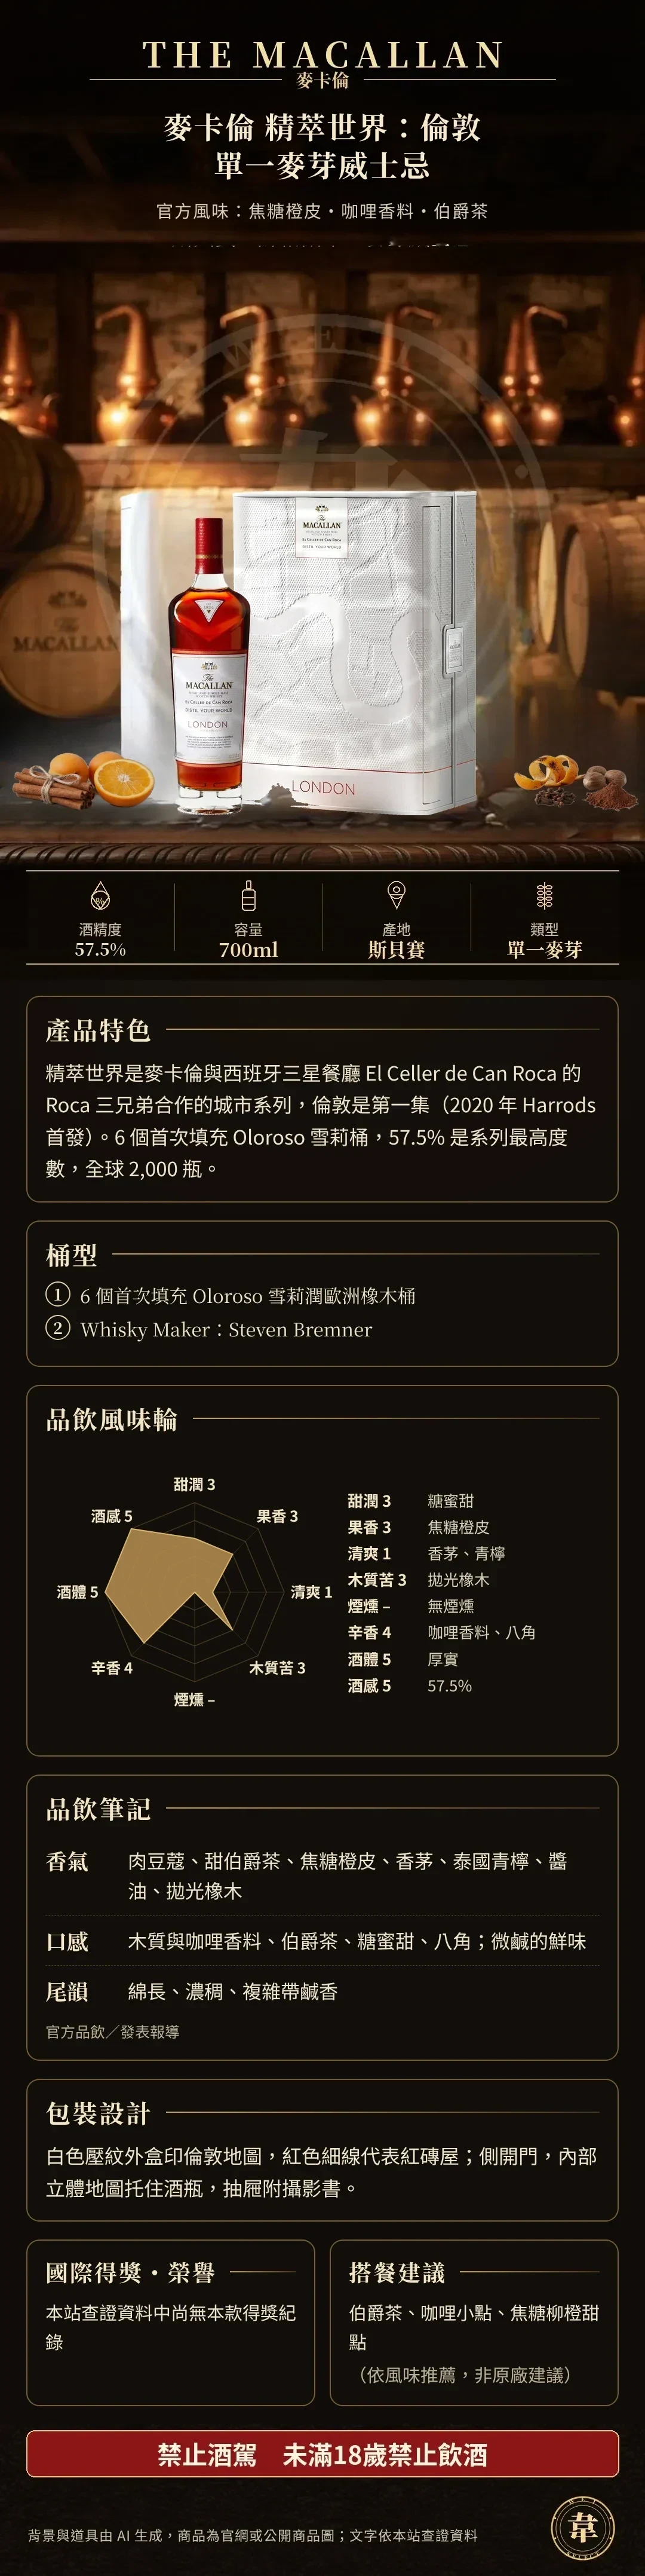 THE MACALLAN
麥卡倫
麥卡倫 精萃世界：倫敦
單一麥芽威士忌
官方風味：焦糖橙皮・咖哩香料・伯爵茶
The
MACALLAN
EL CELLER DE CAN ROCA
DISTIL YOUR WORLD
MACALLAN
The
MACALLAN
HIGHLAND SINGLE MALT
SCOTCH WHISKY
EL CELLER DE CAN ROCA
DISTIL YOUR WORLD
LONDON
LONDON
酒精度
57.5%
容量
700ml
產地
斯貝賽
類型
單一麥芽
產品特色
精萃世界是麥卡倫與西班牙三星餐廳 El Celler de Can Roca 的
Roca 三兄弟合作的城市系列，倫敦是第一集（2020 年 Harrods
首發）。6 個首次填充 Oloroso 雪莉桶，57.5% 是系列最高度
數，全球 2,000 瓶。
桶型
1 6 個首次填充 Oloroso 雪莉潤歐洲橡木桶
2 Whisky Maker：Steven Bremner
品飲風味輪
甜潤 3
果香 3
清爽 1
木質苦 3
煙燻 –
辛香 4
酒體 5
酒感 5
甜潤 3 糖蜜甜
果香 3 焦糖橙皮
清爽 1 香茅、青檸
木質苦 3 拋光橡木
煙燻 – 無煙燻
辛香 4 咖哩香料、八角
酒體 5 厚實
酒感 5 57.5%
品飲筆記
香氣 肉豆蔻、甜伯爵茶、焦糖橙皮、香茅、泰國青檸、醬
油、拋光橡木
口感 木質與咖哩香料、伯爵茶、糖蜜甜、八角；微鹹的鮮味
尾韻 綿長、濃稠、複雜帶鹹香
官方品飲／發表報導
包裝設計
白色壓紋外盒印倫敦地圖，紅色細線代表紅磚屋；側開門，內部
立體地圖托住酒瓶，抽屜附攝影書。
國際得獎・榮譽
本站查證資料中尚無本款得獎紀
錄
搭餐建議
伯爵茶、咖哩小點、焦糖柳橙甜
點
（依風味推薦，非原廠建議）
禁止酒駕 未滿18歲禁止飲酒
背景與道具由 AI 生成，商品為官網或公開商品圖；文字依本站查證資料
韋